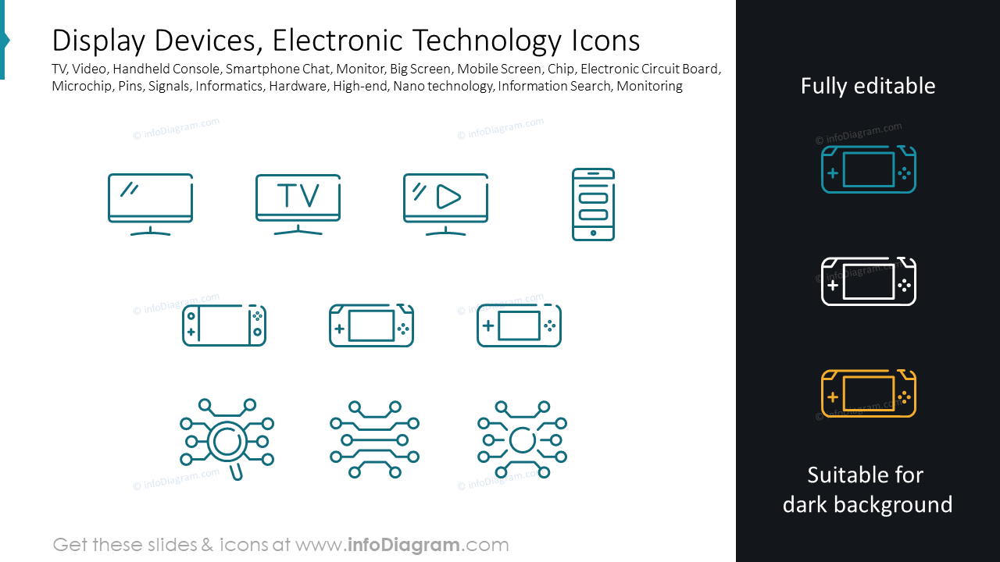 Display Devices, Electronic Technology Icons
TV, Video, Handheld Console, Smartphone Chat, Monitor, Big Screen, Mobile Screen, Chip, Electronic Circuit Board,
Microchip, Pins, Signals, Informatics, Hardware, High-end, Nano technology, Information Search, Monitoring
© infoDiagram.com
© infoDiagram.com
TV
© infoDiagram.com
© infoDiagram.com
© infoDiagram.com
© infoDiagram.com
Get these slides & icons at www.infoDiagram.com
Fully editable
© infoDiagram.com
© infoDiagram.com
© infoDiagram.com
Suitable for
dark background